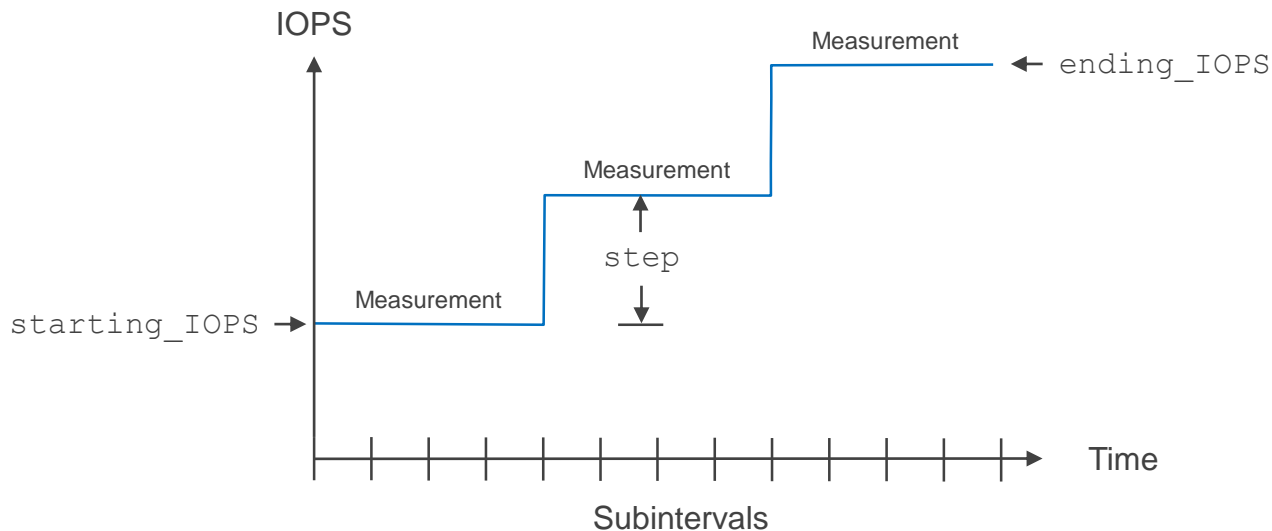 IOPS
Measurement
ending_IOPS
Measurement
step
Measurement
starting_IOPS
Time
Subintervals